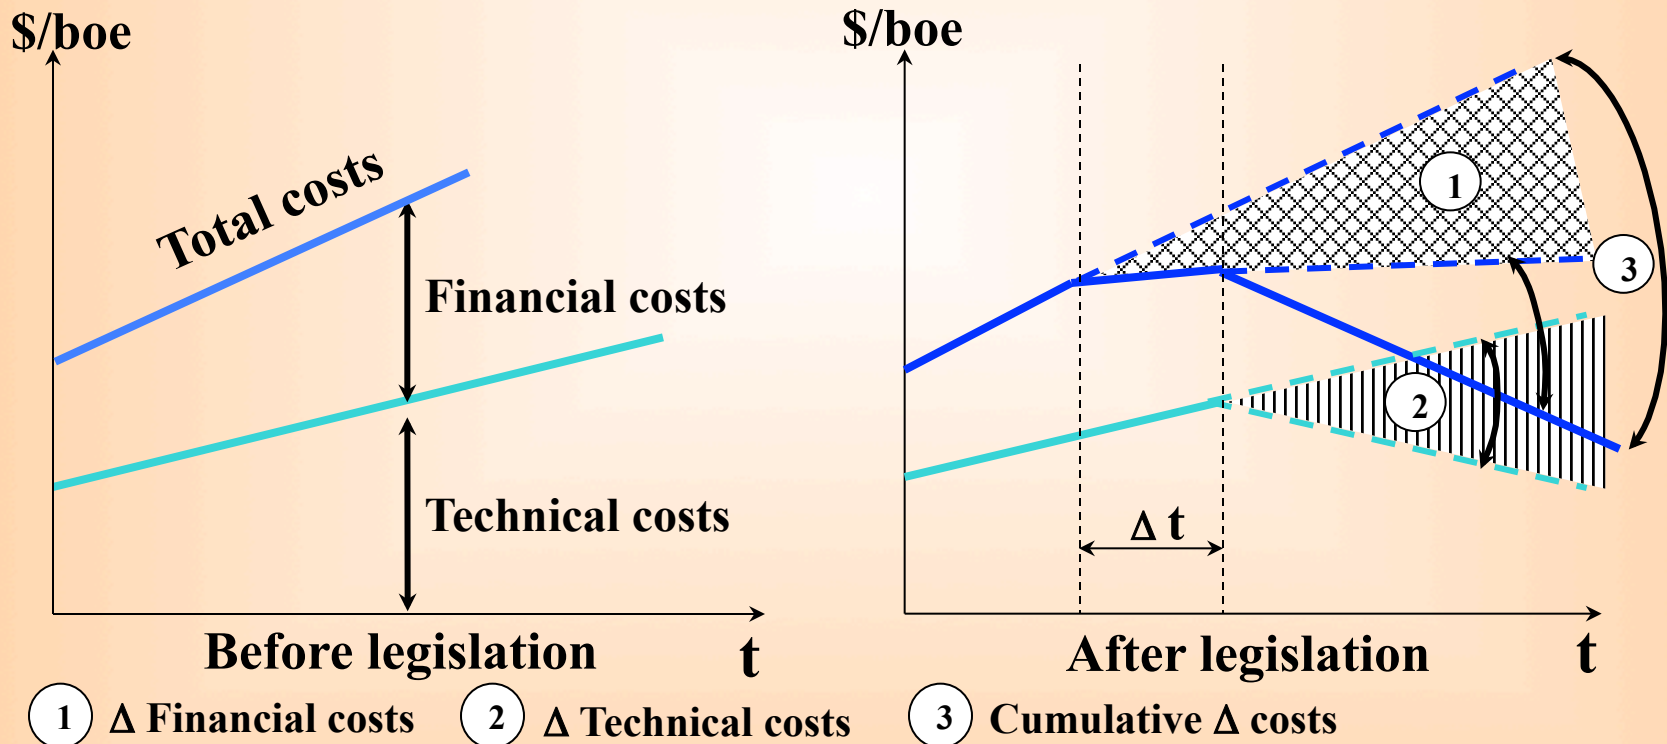 $/boe
Total costs
Financial costs
Technical costs
Before legislation
t
$/boe
1
3
2
Δ t
After legislation
t
1 Δ Financial costs
2 Δ Technical costs
3 Cumulative Δ costs